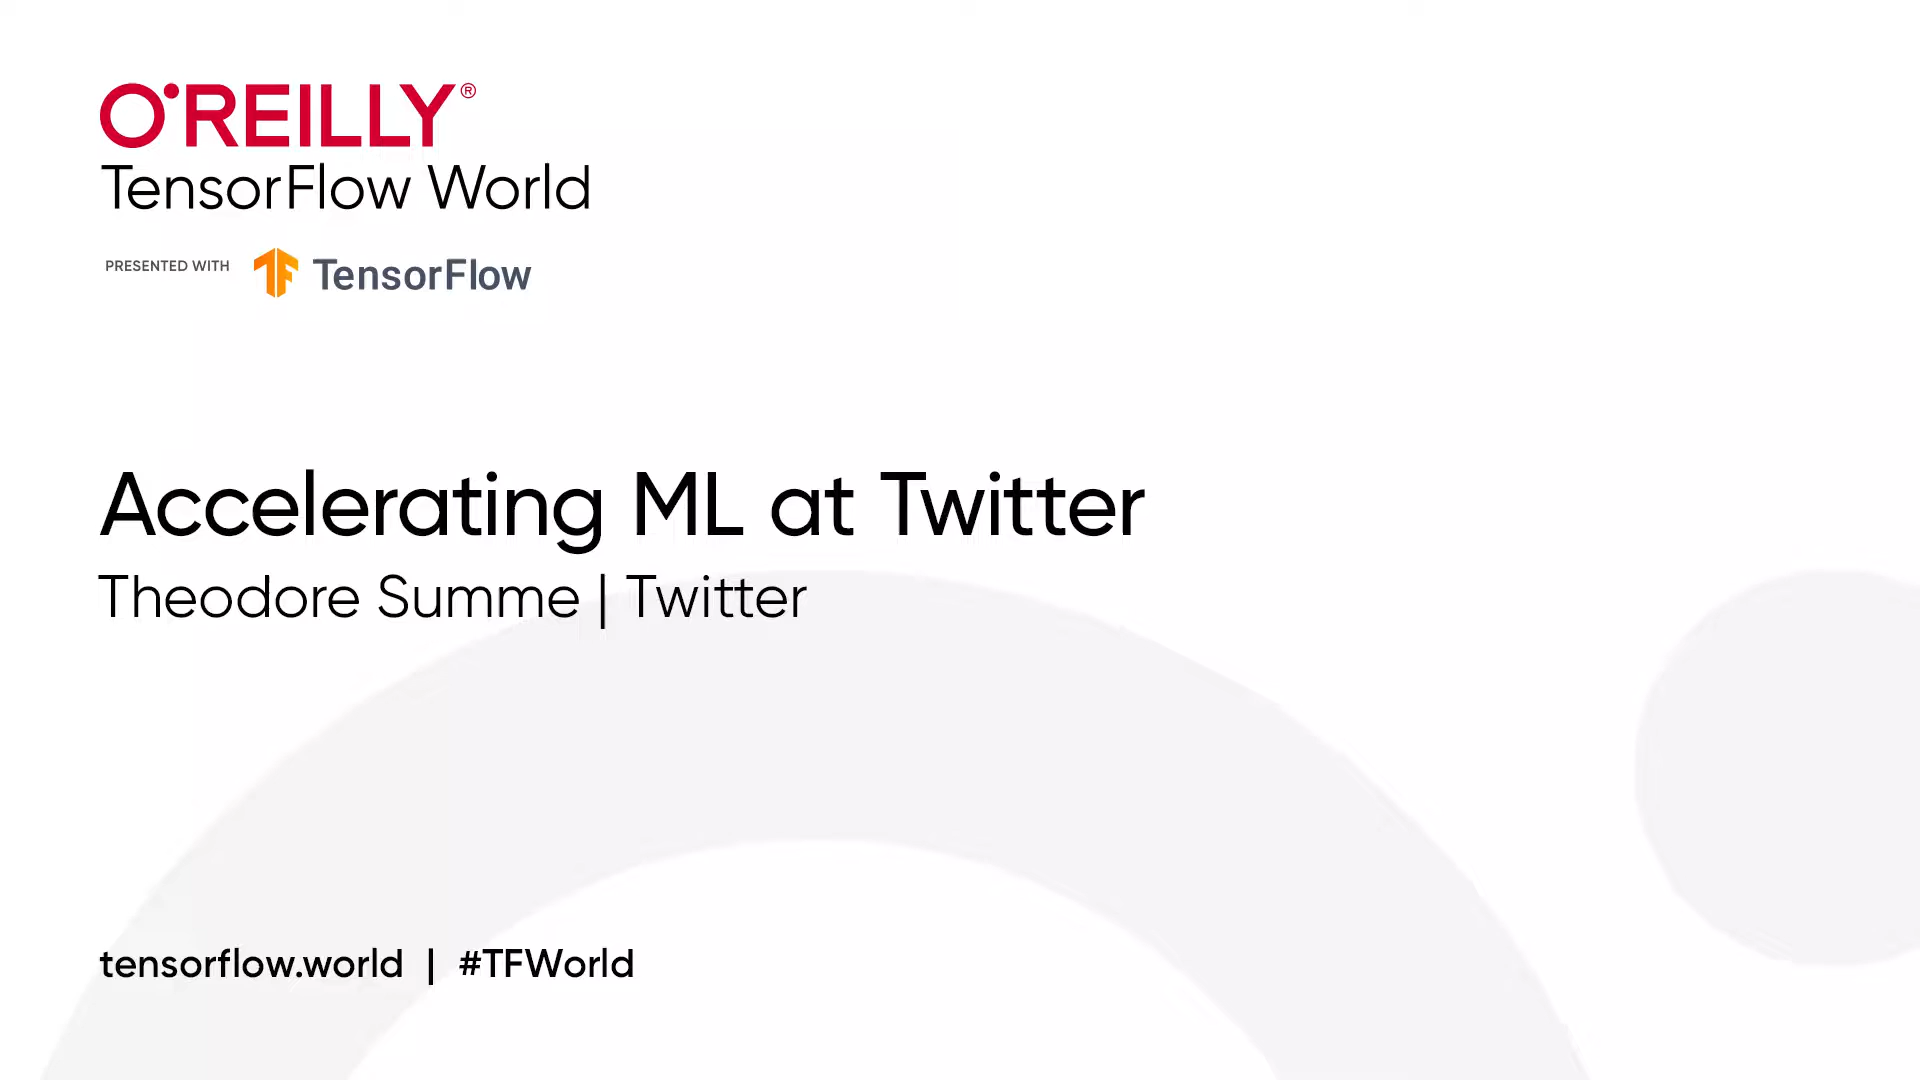 O'REILLY®
TensorFlow World
PRESENTED WITH TensorFlow
Accelerating ML at Twitter
Theodore Summe | Twitter
tensorflow.world | #TFWorld